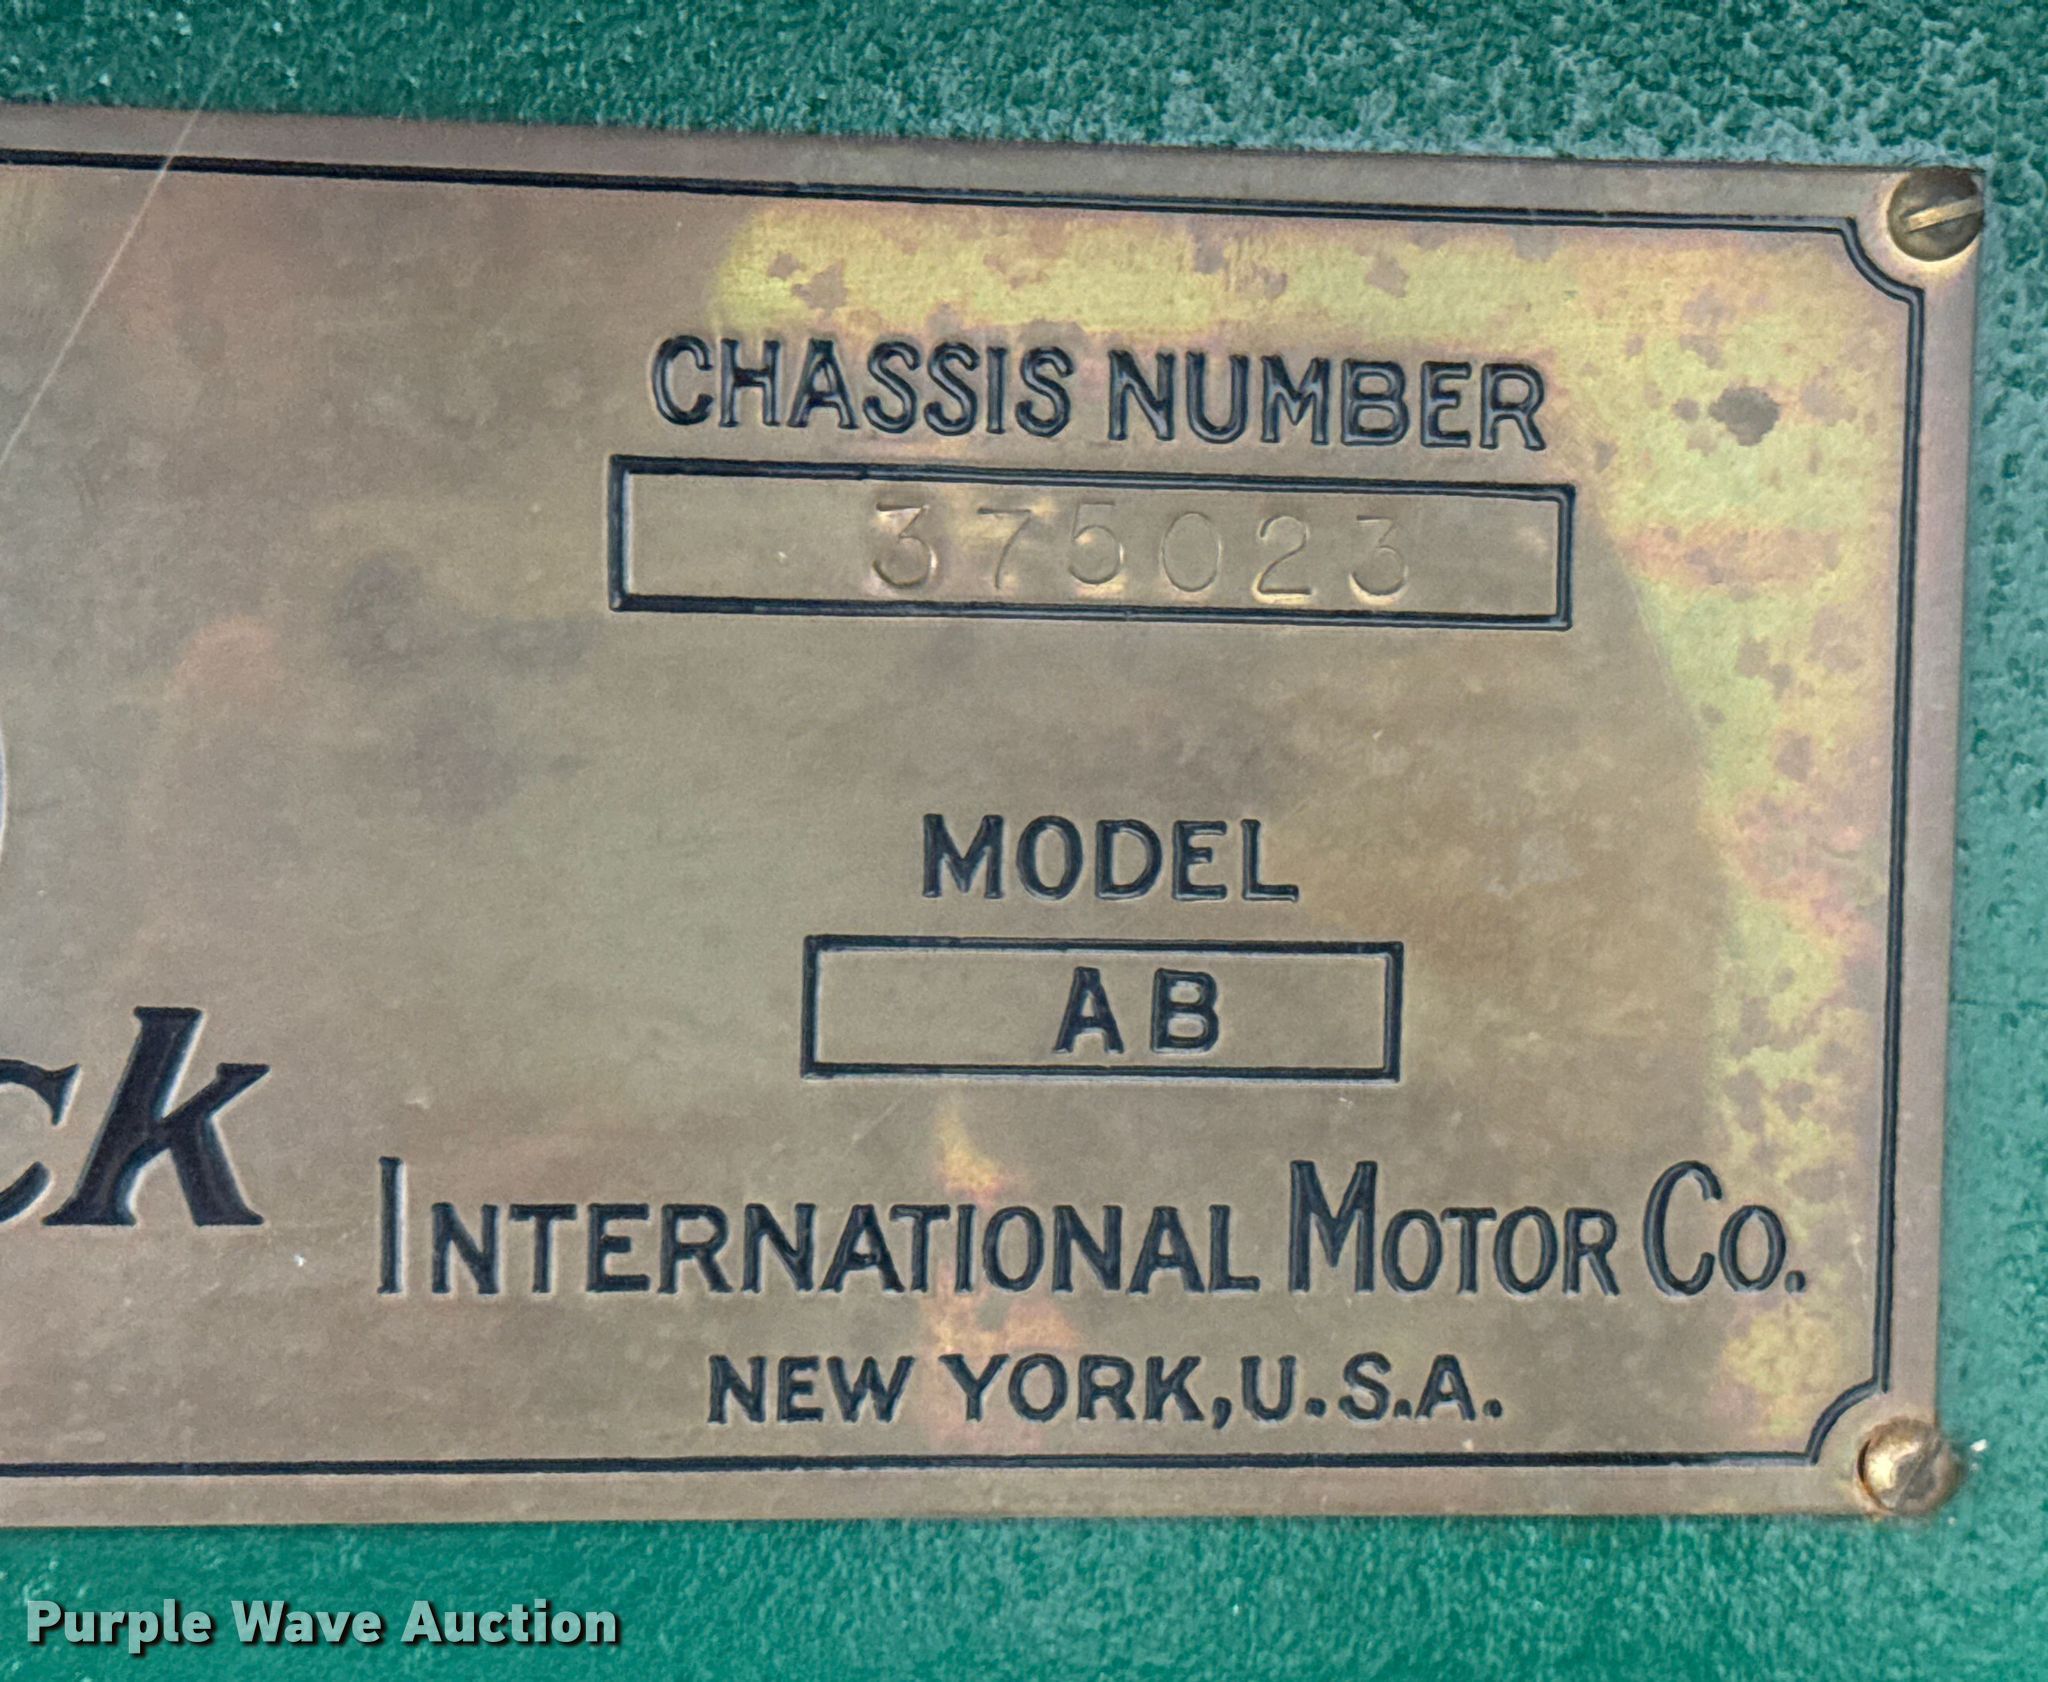 CHASSIS NUMBER
375023
MODEL
AB
ck
INTERNATIONAL MOTOR CO.
NEW YORK, U.S.A.
Purple Wave Auction